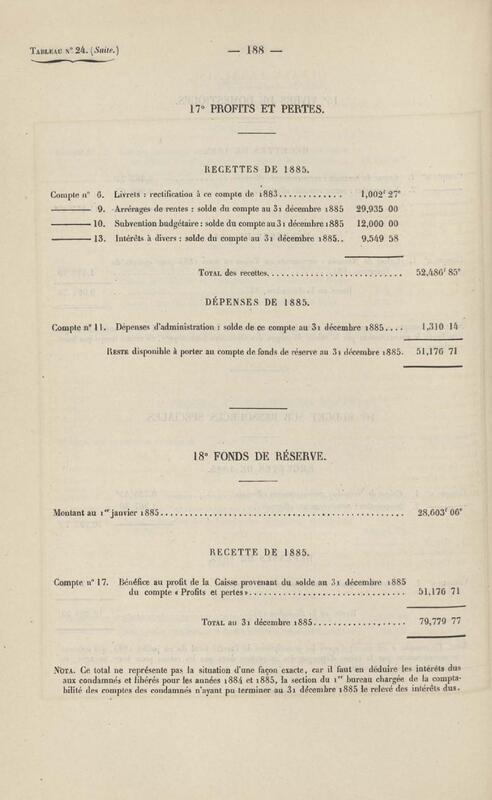 TABLEAU N° 24. (Suite.)
— 188 —
17° PROFITS ET PERTES.
RECETTES DE 1885.
Compte n° 6. Livrets : rectification à ce compte de 1883............. 1,002f 27c
——— 9. Arrérages de rentes : solde du compte au 31 décembre 1885 29,935 00
——— 10. Subvention budgétaire : solde du compte au 31 décembre 1885 12,000 00
——— 13. Intérêts à divers : solde du compte au 31 décembre 1885.. 9,549 58
TOTAL des recettes........................... 52,486f 85c
DÉPENSES DE 1885.
Compte n° 11. Dépenses d'administration : solde de ce compte au 31 décembre 1885.... 1,310 14
RESTE disponible à porter au compte de fonds de réserve au 31 décembre 1885. 51,176 71
18° FONDS DE RÉSERVE.
Montant au 1er janvier 1885.................................................. 28,603f 06c
RECETTE DE 1885.
Compte n° 17. Bénéfice au profit de la Caisse provenant du solde au 31 décembre 1885
du compte « Profits et pertes »................................ 51,176 71
TOTAL au 31 décembre 1885................... 79,779 77
NOTA. Ce total ne représente pas la situation d'une façon exacte, car il faut en déduire les intérêts dus
aux condamnés et libérés pour les années 1884 et 1885, la section du 1er bureau chargée de la compta-
bilité des comptes des condamnés n'ayant pu terminer au 31 décembre 1885 le relevé des intérêts dus.